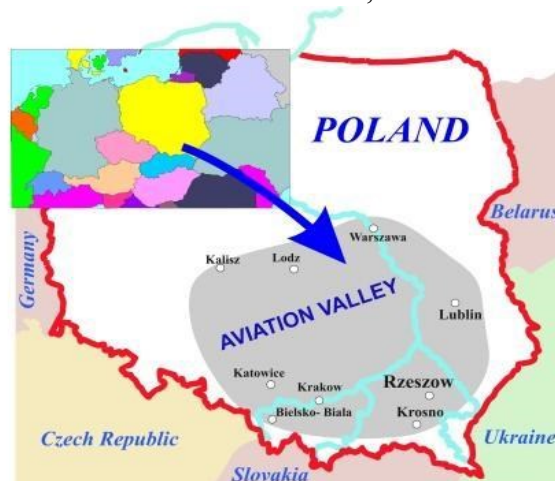 POLAND
Belarus
Warszawa
Germany
Kalisz
Lodz
AVIATION VALLEY
Lublin
Katowice
Krakow
Rzeszow
Bielsko- Biala
Krosno
Czech Republic
Ukraine
Slovakia